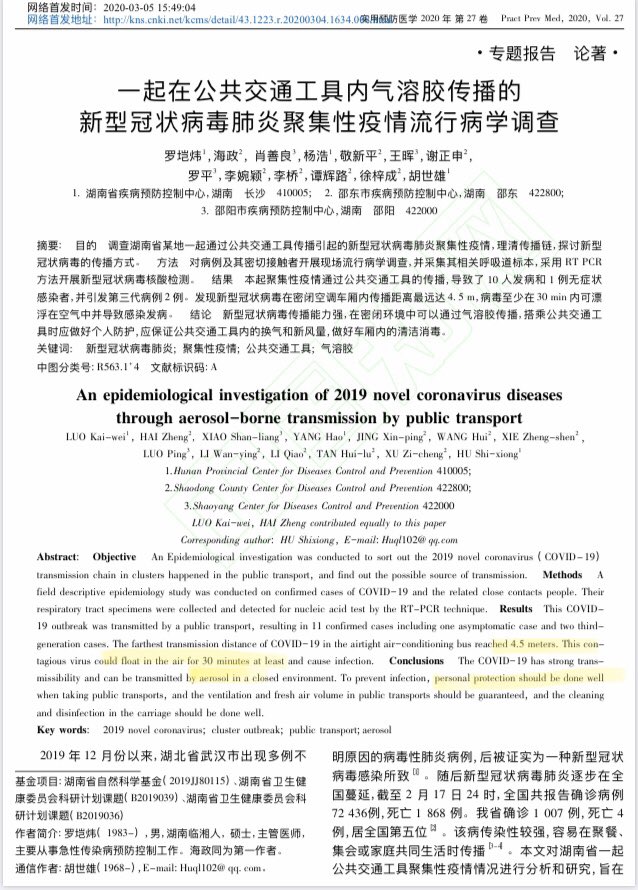 网络首发时间: 2020-03-05 15:49:04
网络首发地址: http://kns.cnki.net/kcms/detail/43.1223.r.20200304.1634.
实用预防医学 2020 年 第 27 卷 Pract Prev Med, 2020, Vol. 27
·专题报告 论著·
一起在公共交通工具内气溶胶传播的
新型冠状病毒肺炎聚集性疫情流行病学调查
罗垲炜1, 海政2, 肖善良3, 杨浩1, 敬新平2, 王晖3, 谢正申2,
罗平3, 李婉颖2, 李桥2, 谭辉路2, 徐梓成2, 胡世雄1
1. 湖南省疾病预防控制中心, 湖南 长沙 410005; 2. 邵东市疾病预防控制中心, 湖南 邵东 422800;
3. 邵阳市疾病预防控制中心, 湖南 邵阳 422000
摘要: 目的 调查湖南省某地一起通过公共交通工具传播引起的新型冠状病毒肺炎聚集性疫情, 理清传播链, 探讨新型
冠状病毒的传播方式。 方法 对病例及其密切接触者开展现场流行病学调查, 并采集其相关呼吸道标本, 采用 RT PCR
方法开展新型冠状病毒核酸检测。 结果 本起聚集性疫情通过公共交通工具的传播, 导致了 10 人发病和 1 例无症状
感染者, 并引发第三代病例 2 例。发现新型冠状病毒在密闭空调车厢内传播距离最远达 4. 5 m, 病毒至少在 30 min 内可漂
浮在空气中并导致感染发病。 结论 新型冠状病毒传播能力强, 在密闭环境中可以通过气溶胶传播, 搭乘公共交通工
具时应做好个人防护, 应保证公共交通工具内的换气和新风量, 做好车厢内的清洁消毒。
关键词: 新型冠状病毒肺炎; 聚集性疫情; 公共交通工具; 气溶胶
中图分类号: R563.1+4 文献标识码: A
An epidemiological investigation of 2019 novel coronavirus diseases
through aerosol-borne transmission by public transport
LUO Kai-wei1, HAI Zheng2, XIAO Shan-liang3, YANG Hao1, JING Xin-ping2, WANG Hui3, XIE Zheng-shen2,
LUO Ping3, LI Wan-ying2, LI Qiao2, TAN Hui-lu2, XU Zi-cheng2, HU Shi-xiong1
1.Hunan Provincial Center for Diseases Control and Prevention 410005;
2.Shaodong County Center for Diseases Control and Prevention 422800;
3.Shaoyang Center for Diseases Control and Prevention 422000
LUO Kai-wei, HAI Zheng contributed equally to this paper
Corresponding author: HU Shixiong, E-mail: Huql102@ qq.com
Abstract: Objective An Epidemiological investigation was conducted to sort out the 2019 novel coronavirus ( COVID-19)
transmission chain in clusters happened in the public transport, and find out the possible source of transmission. Methods A
field descriptive epidemiology study was conducted on confirmed cases of COVID-19 and the related close contacts people. Their
respiratory tract specimens were collected and detected for nucleic acid test by the RT-PCR technique. Results This COVID-
19 outbreak was transmitted by a public transport, resulting in 11 confirmed cases including one asymptomatic case and two third-
generation cases. The farthest transmission distance of COVID-19 in the airtight air-conditioning bus reached 4.5 meters. This con-
tagious virus could float in the air for 30 minutes at least and cause infection. Conclusions The COVID-19 has strong trans-
missibility and can be transmitted by aerosol in a closed environment. To prevent infection, personal protection should be done well
when taking public transports, and the ventilation and fresh air volume in public transports should be guaranteed, and the cleaning
and disinfection in the carriage should be done well.
Key words: 2019 novel coronavirus; cluster outbreak; public transport; aerosol
2019 年 12 月份以来, 湖北省武汉市出现多例不
基金项目: 湖南省自然科学基金( 2019JJ80115) 、湖南省卫生健
康委员会科研计划课题( B2019039) 、湖南省卫生健康委员会科
研计划课题( B2019036)
作者简介: 罗垲炜( 1983-) , 男, 湖南临湘人, 硕士, 主管医师,
主要从事急性传染病预防控制工作。海政同为第一作者。
通信作者: 胡世雄( 1968-) , E-mail: Huql102@ qq. com。
明原因的病毒性肺炎病例, 后被证实为一种新型冠状
病毒感染所致[1]。随后新型冠状病毒肺炎逐步在全
国蔓延, 截至 2 月 17 日 24 时, 全国共报告确诊病例
72 436例, 死亡 1 868 例。我省确诊 1 007 例, 死亡 4
例, 居全国第五位[2]。该病传染性较强, 容易在聚餐、
集会或家庭共同生活时传播[3-4]。本文对湖南省一起
公共交通工具聚集性疫情情况进行分析和研究, 旨在